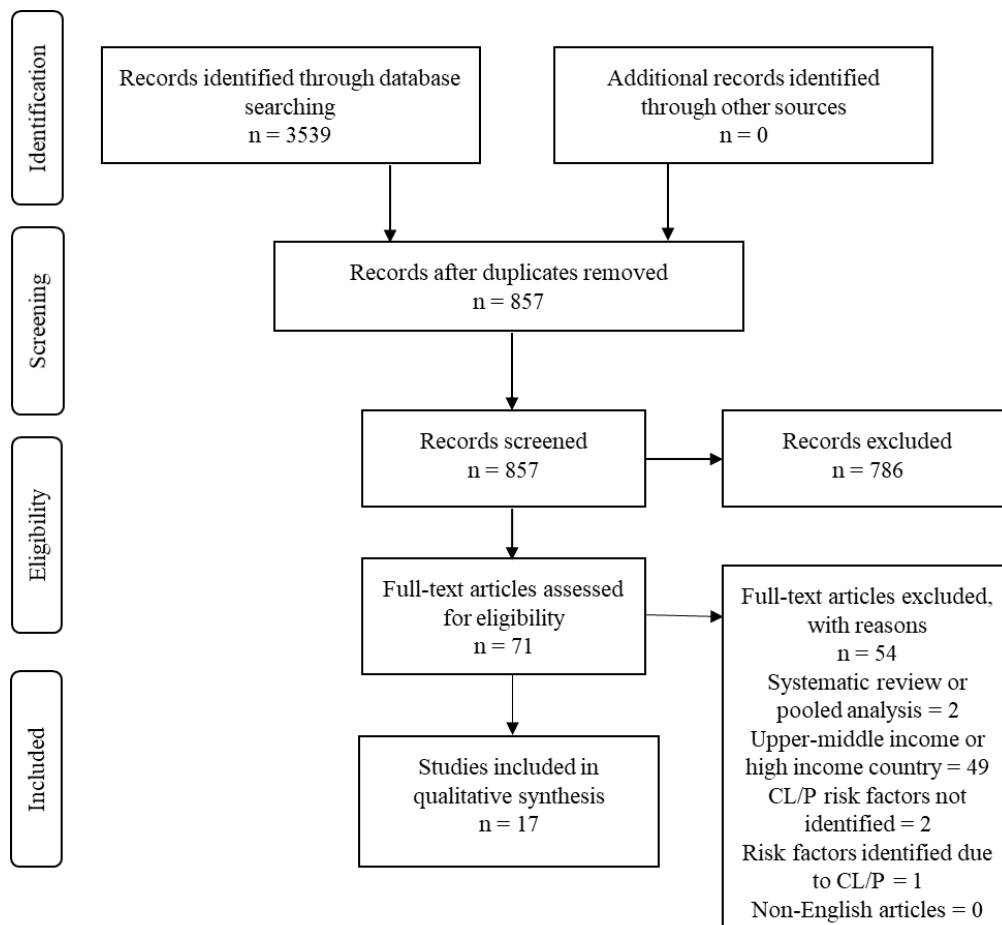 Identification
Records identified through database
searching
n = 3539
Additional records identified
through other sources
n = 0
Screening
Records after duplicates removed
n = 857
Records screened
n = 857
Records excluded
n = 786
Eligibility
Full-text articles assessed
for eligibility
n = 71
Full-text articles excluded,
with reasons
n = 54
Systematic review or
pooled analysis = 2
Upper-middle income or
high income country = 49
CL/P risk factors not
identified = 2
Risk factors identified due
to CL/P = 1
Non-English articles = 0
Included
Studies included in
qualitative synthesis
n = 17